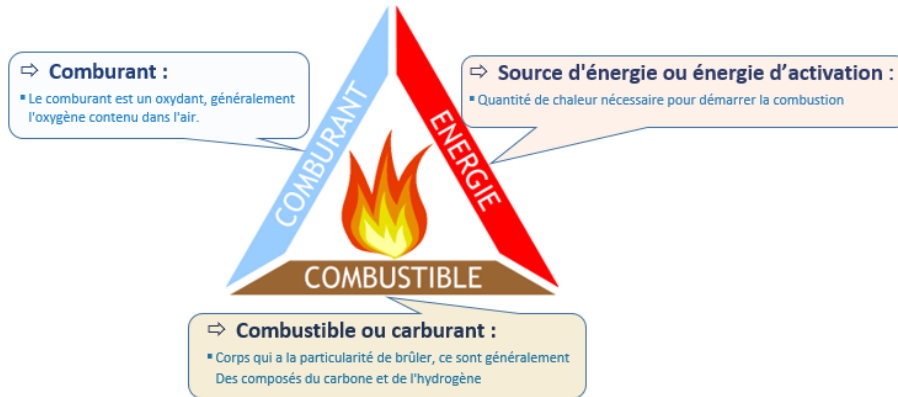 ⇨ Comburant :
▪ Le comburant est un oxydant, généralement
l'oxygène contenu dans l'air.
⇨ Source d'énergie ou énergie d’activation :
▪ Quantité de chaleur nécessaire pour démarrer la combustion
COMBURANT
ENERGIE
COMBUSTIBLE
⇨ Combustible ou carburant :
▪ Corps qui a la particularité de brûler, ce sont généralement
Des composés du carbone et de l'hydrogène